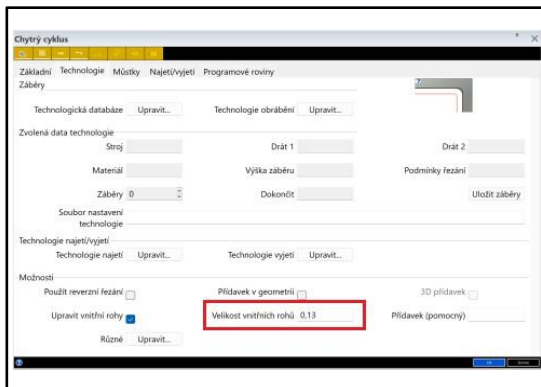 Chytrý cyklus
Základní Technologie Můstky Najetí/vyjetí Programové roviny
Záběry
Technologická databáze Upravit... Technologie obrábění Upravit...
Zvolená data technologie
Stroj Drát 1 Drát 2
Materiál Výška záběru Podmínky řezání
Záběry 0 Dokončit Uložit záběry
Soubor nastavení
technologie
Technologie najetí/vyjetí
Technologie najetí Upravit... Technologie vyjetí Upravit...
Možnosti
Použít reverzní řezání Přídavek v geometrii 3D přídavek
Upravit vnitřní rohy Velikost vnitřních rohů 0,13 Přídavek (pomocný)
Různé Upravit...